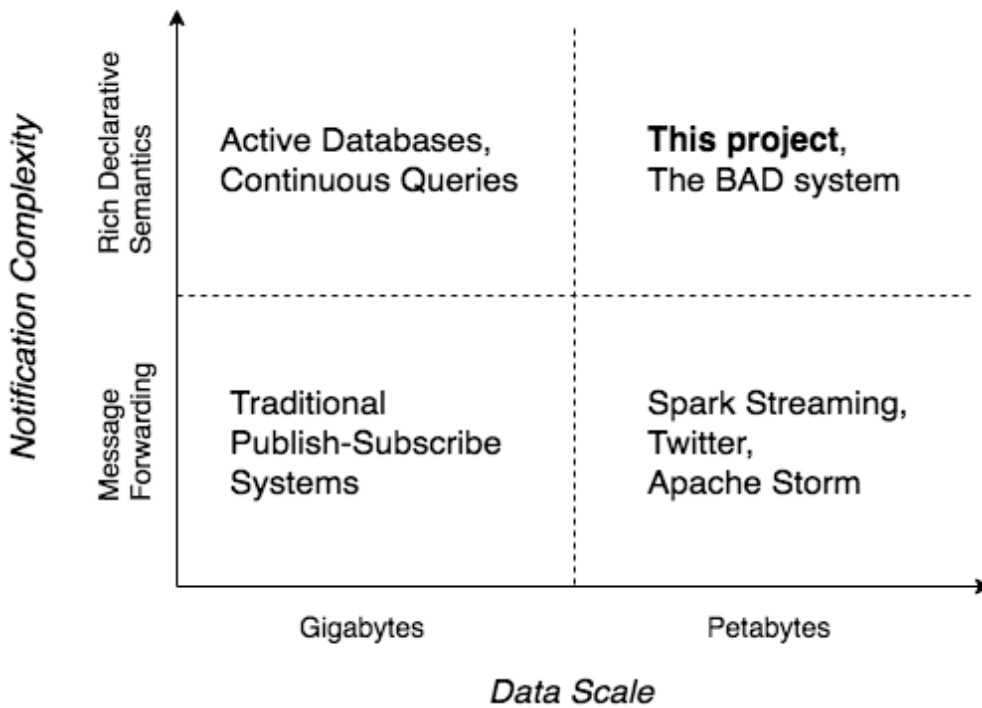 Notification Complexity
Rich Declarative
Semantics
Message
Forwarding
Active Databases,
Continuous Queries
This project,
The BAD system
Traditional
Publish-Subscribe
Systems
Spark Streaming,
Twitter,
Apache Storm
Gigabytes
Petabytes
Data Scale